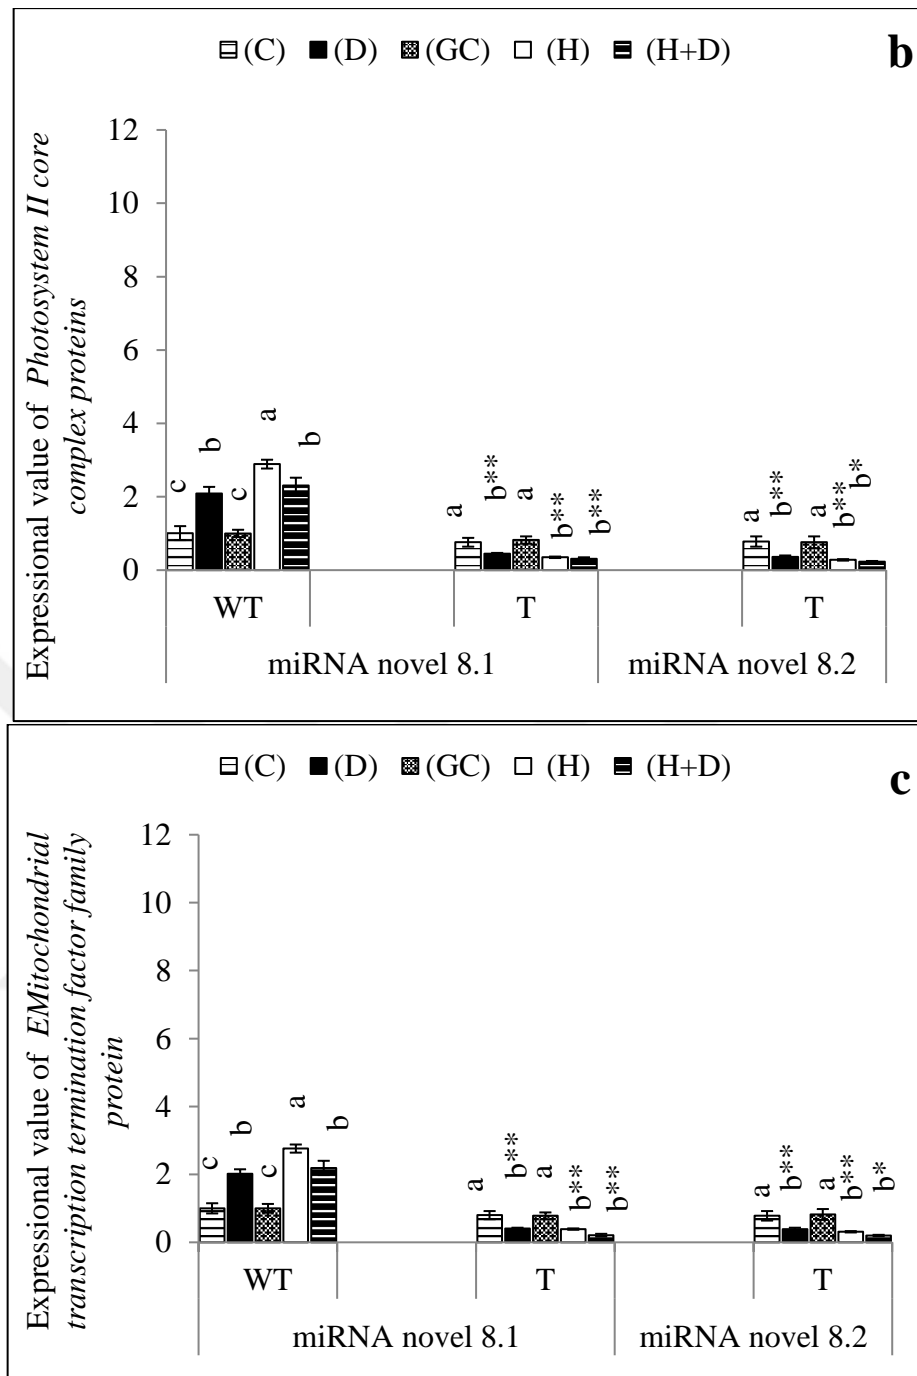 (C) (D) (GC) (H) (H+D)
b
Expressional value of Photosystem II core
complex proteins
12
10
8
6
4
2
0
c b c a b
a b** a b** b**
a b** a b** b*
WT T T
miRNA novel 8.1 miRNA novel 8.2
(C) (D) (GC) (H) (H+D)
c
Expressional value of EMitochondrial
transcription termination factor family
protein
12
10
8
6
4
2
0
c b c a b
a b** a b** b**
a b** a b** b*
WT T T
miRNA novel 8.1 miRNA novel 8.2